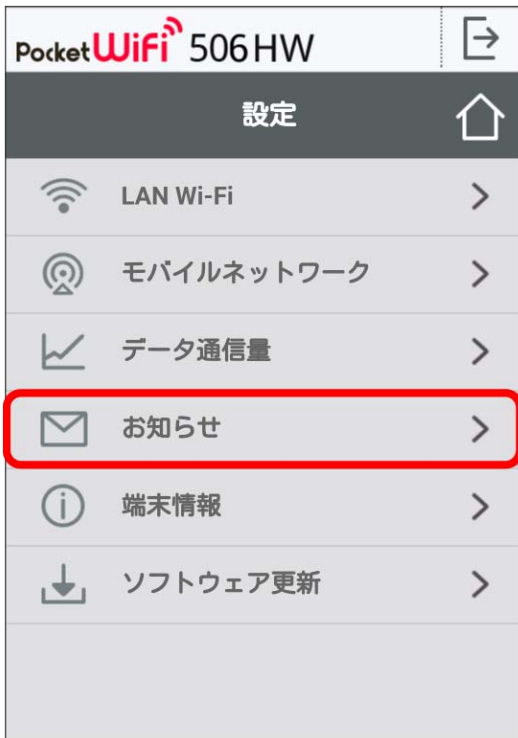 Pocket WiFi 506HW
設定
LAN Wi-Fi
モバイルネットワーク
データ通信量
お知らせ
端末情報
ソフトウェア更新